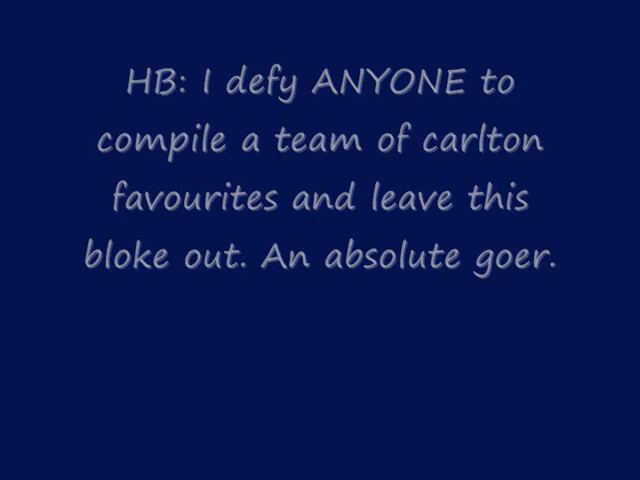 HB: I defy ANYONE to
compile a team of carlton
favourites and leave this
bloke out. An absolute goer.